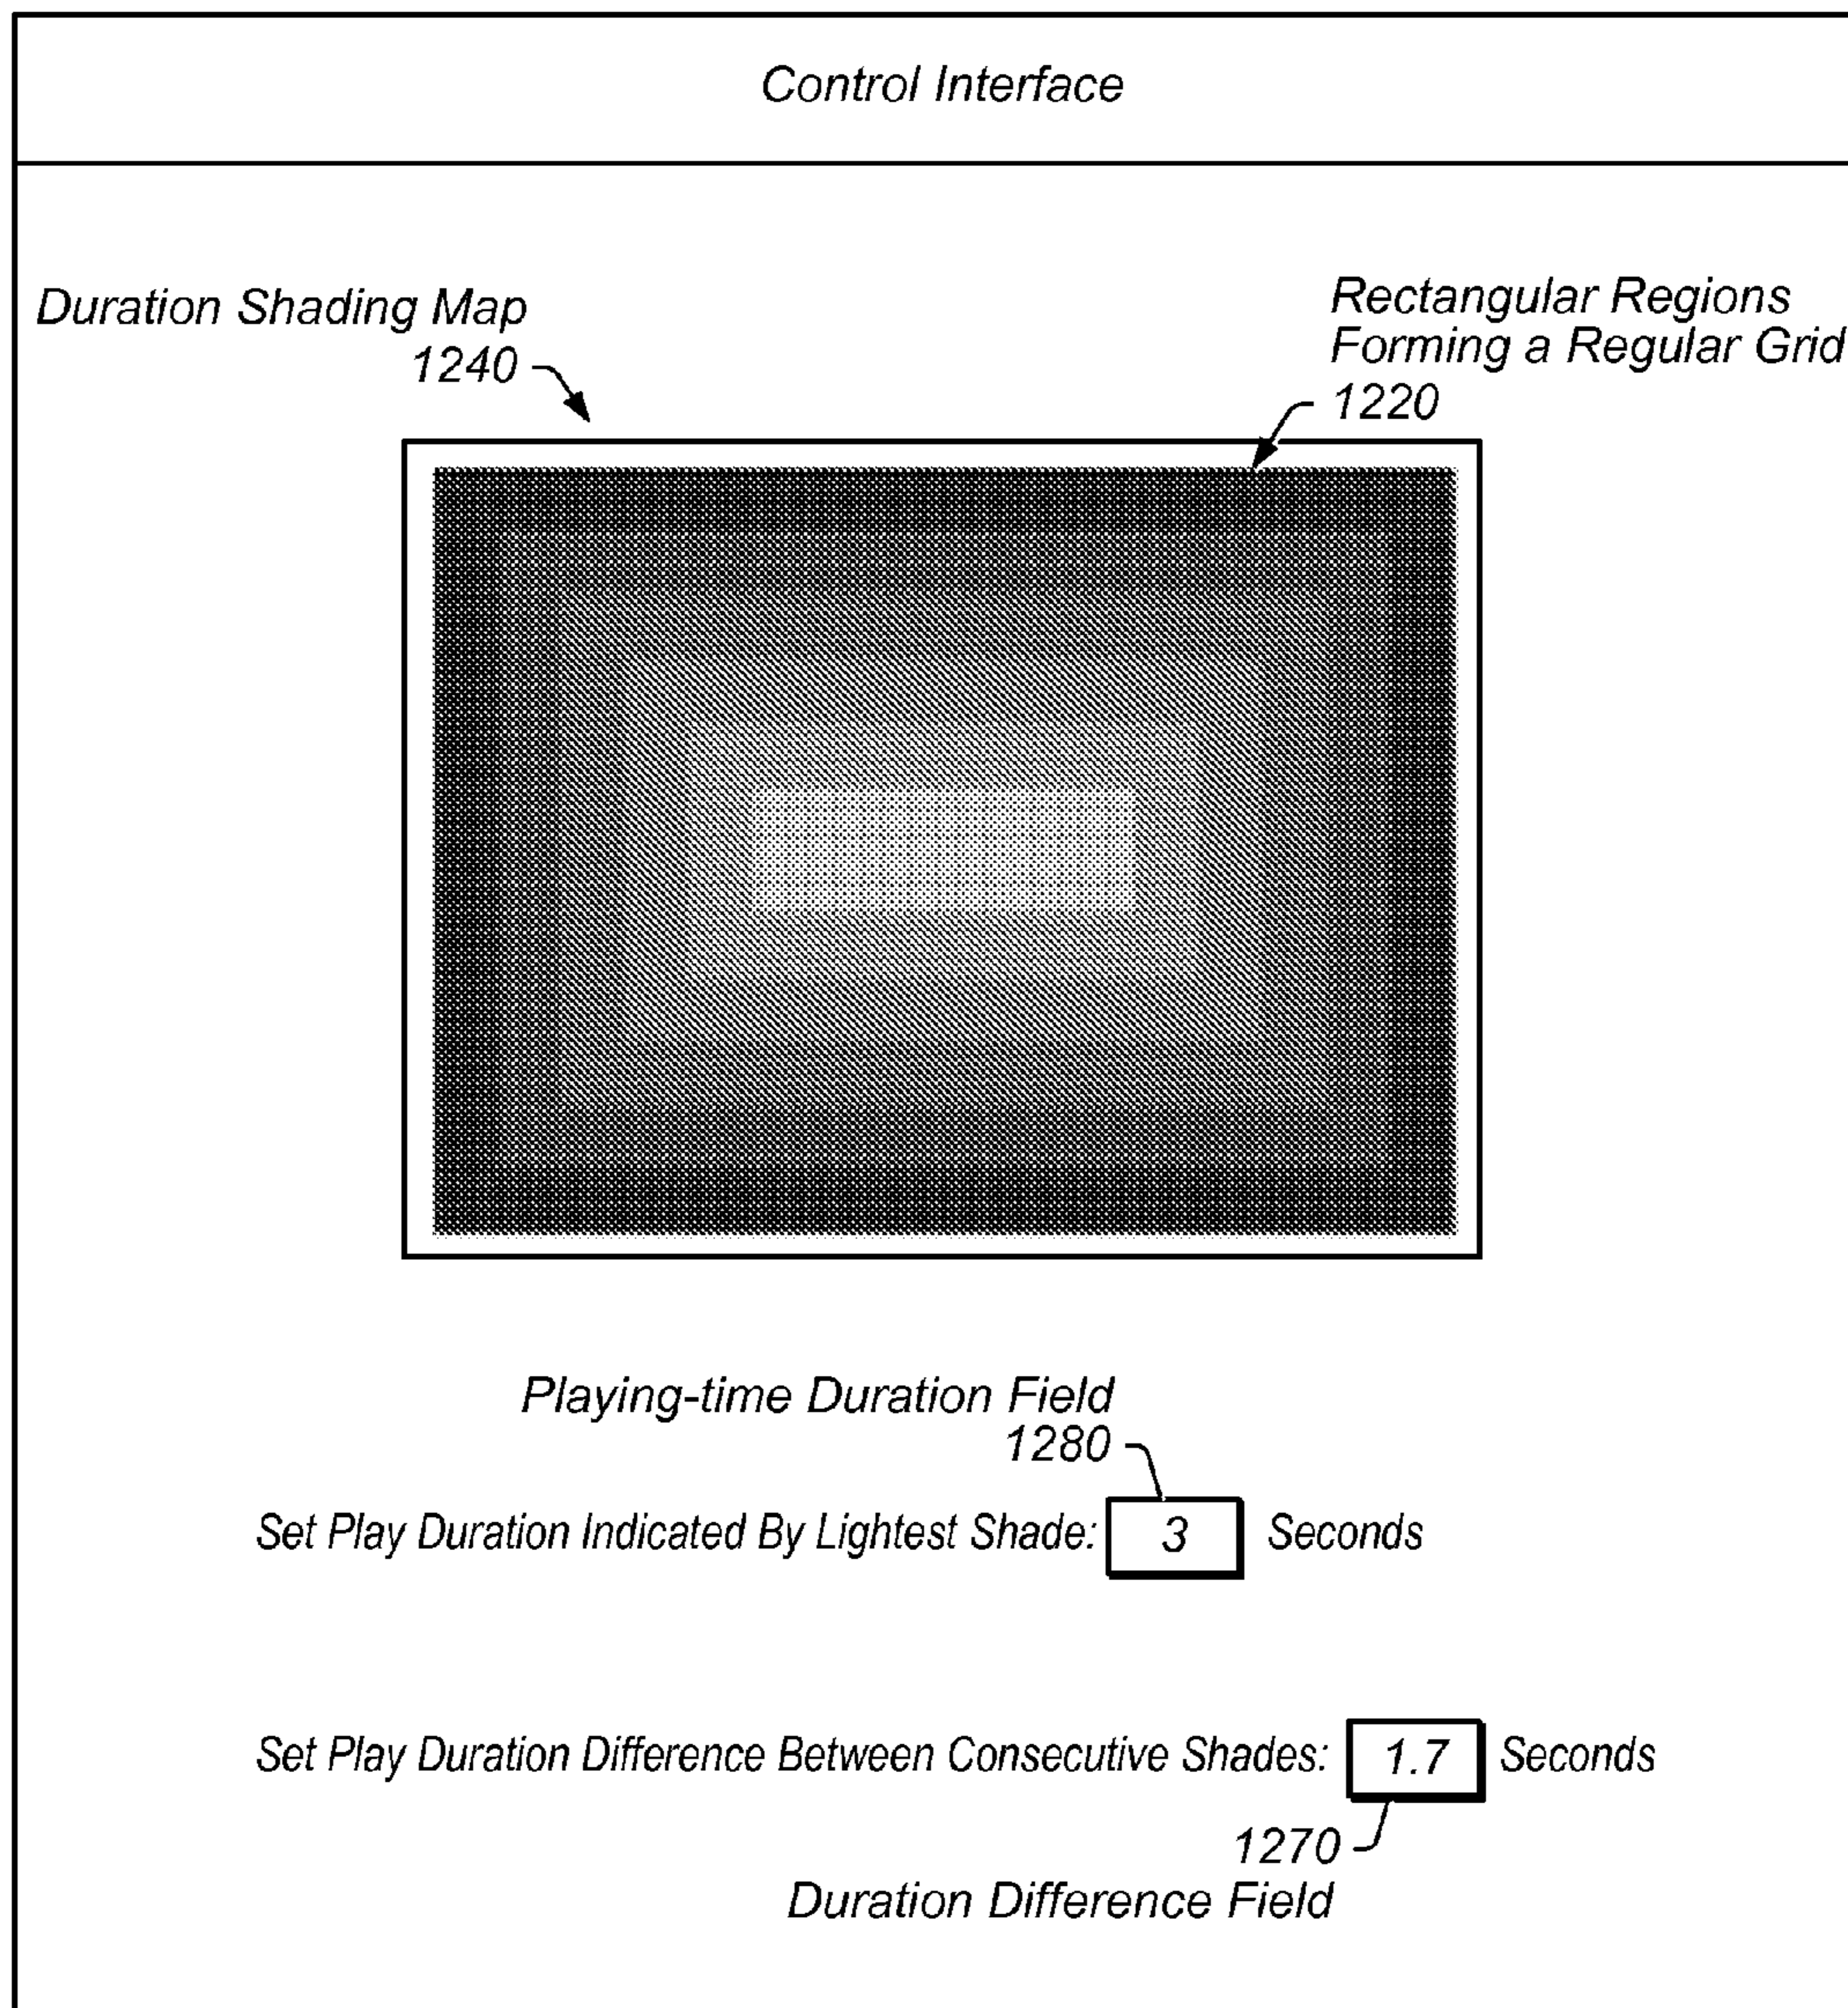 Control Interface
Duration Shading Map
1240
Rectangular Regions
Forming a Regular Grid
1220
Playing-time Duration Field
1280
Set Play Duration Indicated By Lightest Shade: 3 Seconds
Set Play Duration Difference Between Consecutive Shades: 1.7 Seconds
1270
Duration Difference Field